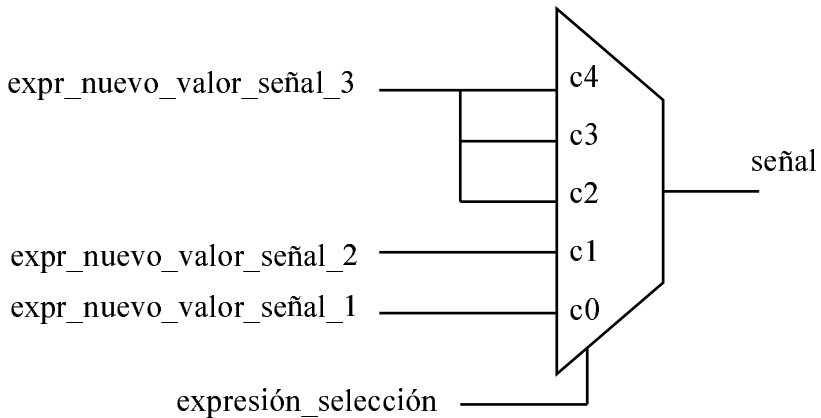 expr_nuevo_valor_señal_3
c4
c3
señal
c2
expr_nuevo_valor_señal_2
c1
expr_nuevo_valor_señal_1
c0
expresión_selección